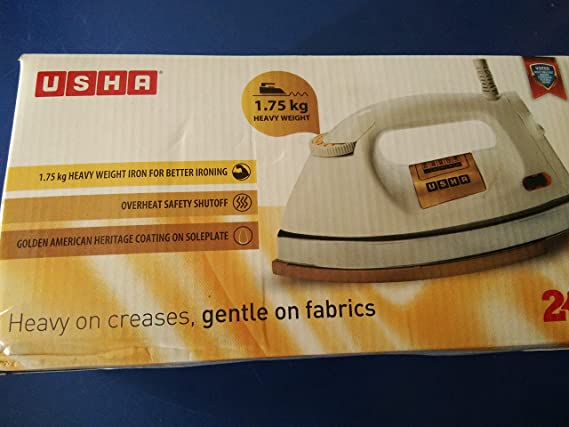 USHA
1.75 kg
HEAVY WEIGHT
1.75 kg HEAVY WEIGHT IRON FOR BETTER IRONING
OVERHEAT SAFETY SHUTOFF
GOLDEN AMERICAN HERITAGE COATING ON SOLEPLATE
USHA
Heavy on creases, gentle on fabrics